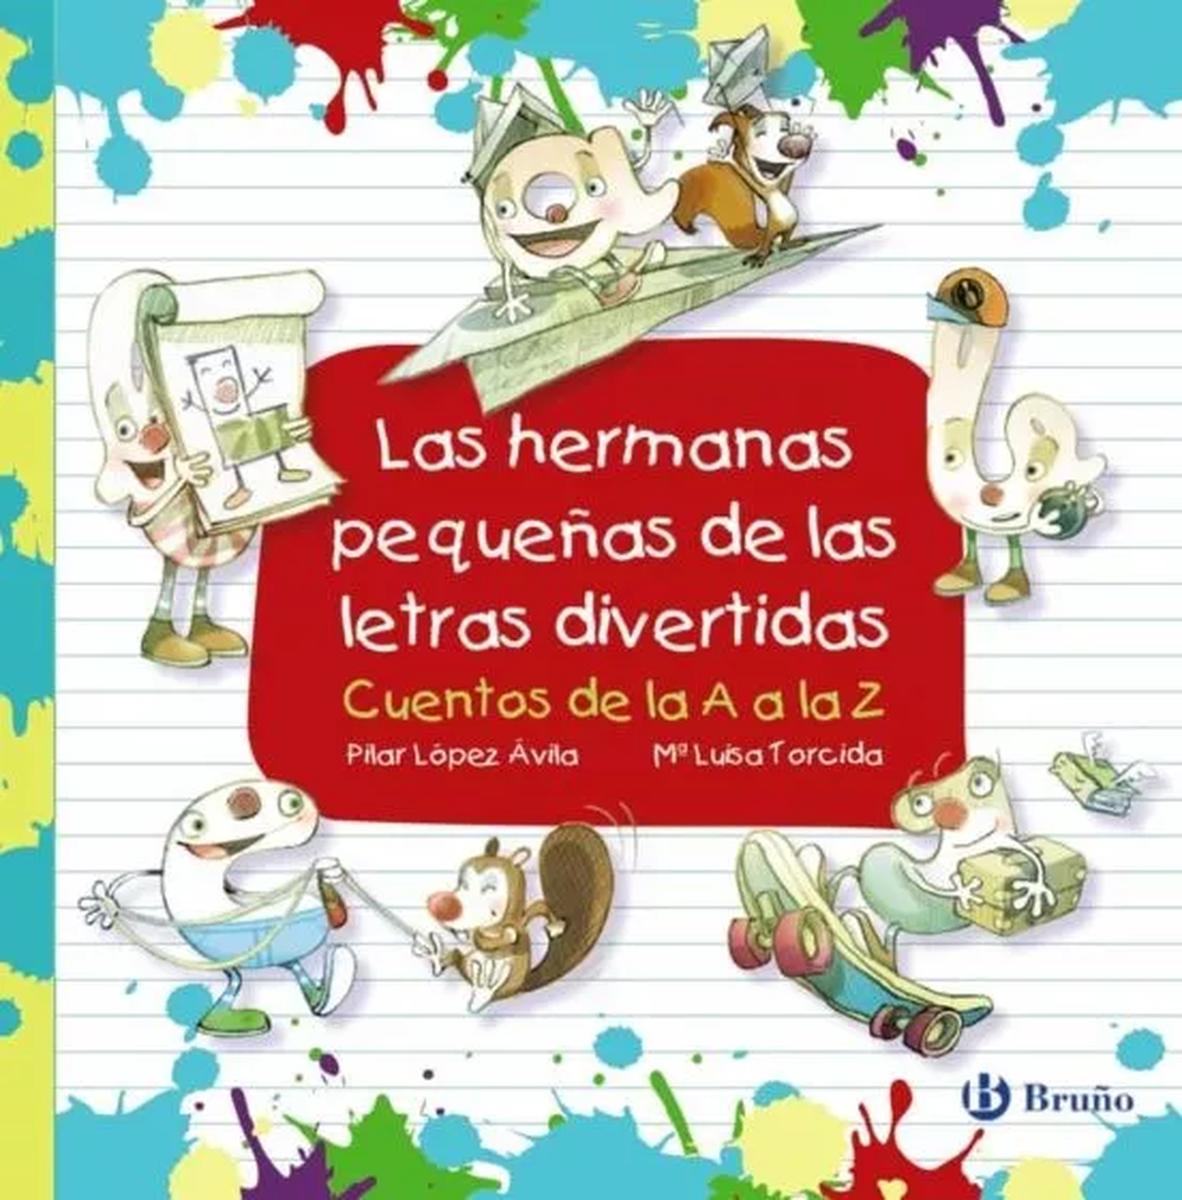 Las hermanas
pequeñas de las
letras divertidas
Cuentos de la A a la Z
Pilar López Ávila Mª Luisa Torcida
Bruño